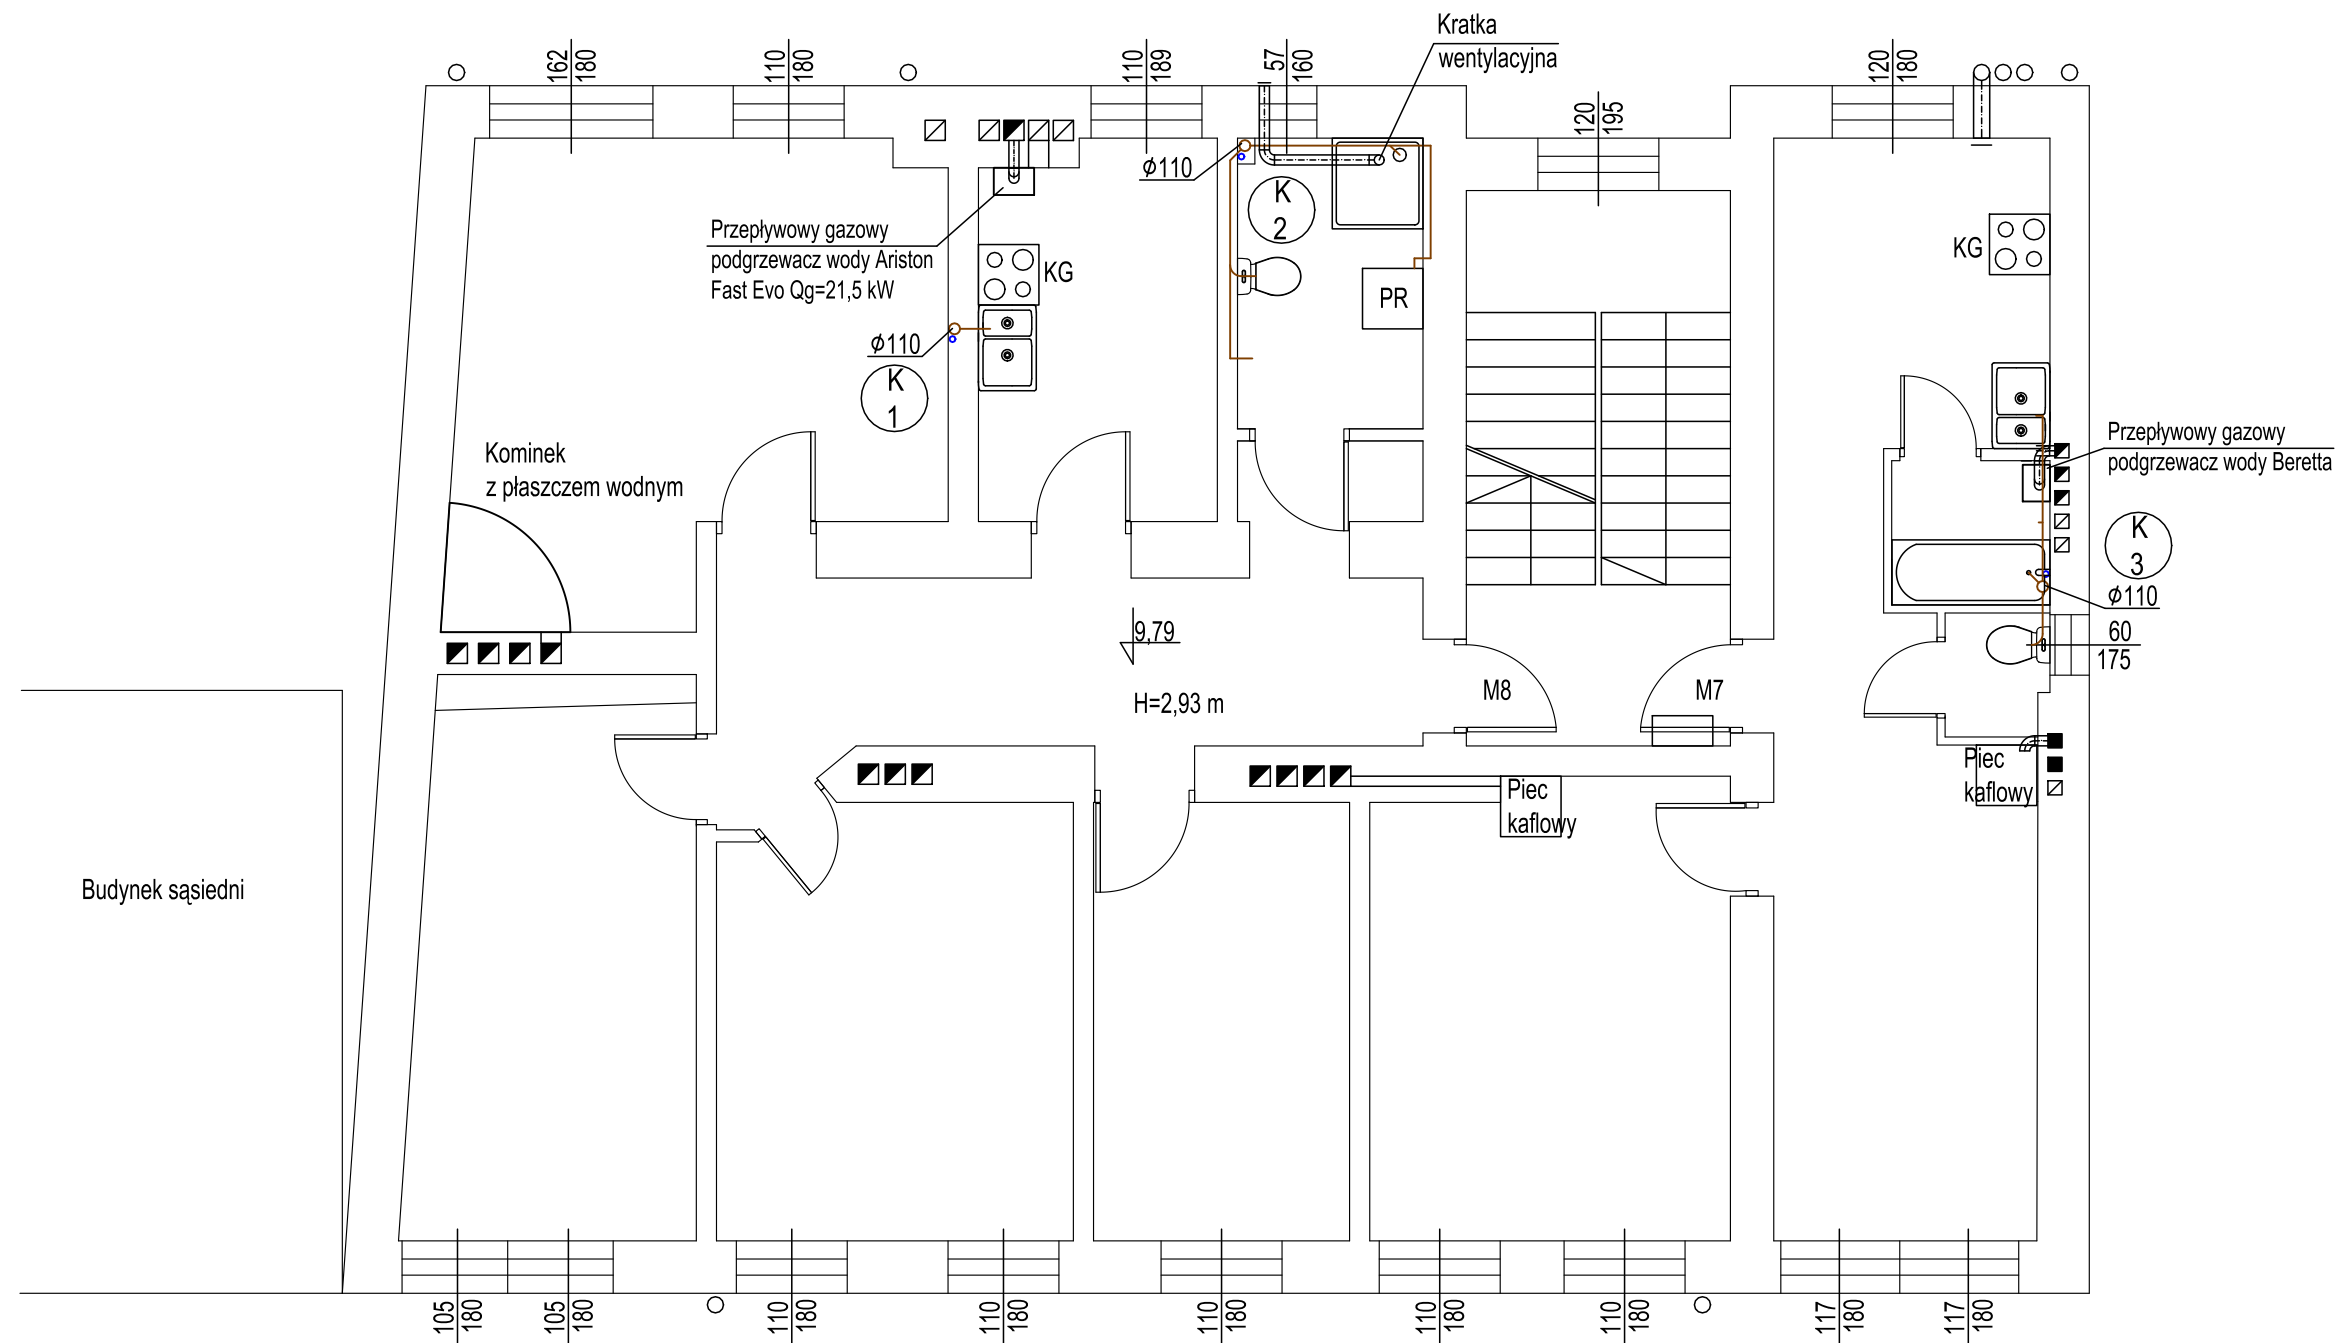 Kratka
wentylacyjna
162
180
110
180
110
189
57
160
120
195
120
180
ϕ110
K
2
Przepływowy gazowy
podgrzewacz wody Ariston
Fast Evo Qg=21,5 kW
KG
KG
PR
ϕ110
K
1
Kominek
z płaszczem wodnym
Przepływowy gazowy
podgrzewacz wody Beretta
K
3
ϕ110
60
175
9,79
H=2,93 m
M8
M7
Piec
kaflowy
Piec
kaflowy
Budynek sąsiedni
105
180
105
180
110
180
110
180
110
180
110
180
110
180
117
180
117
180